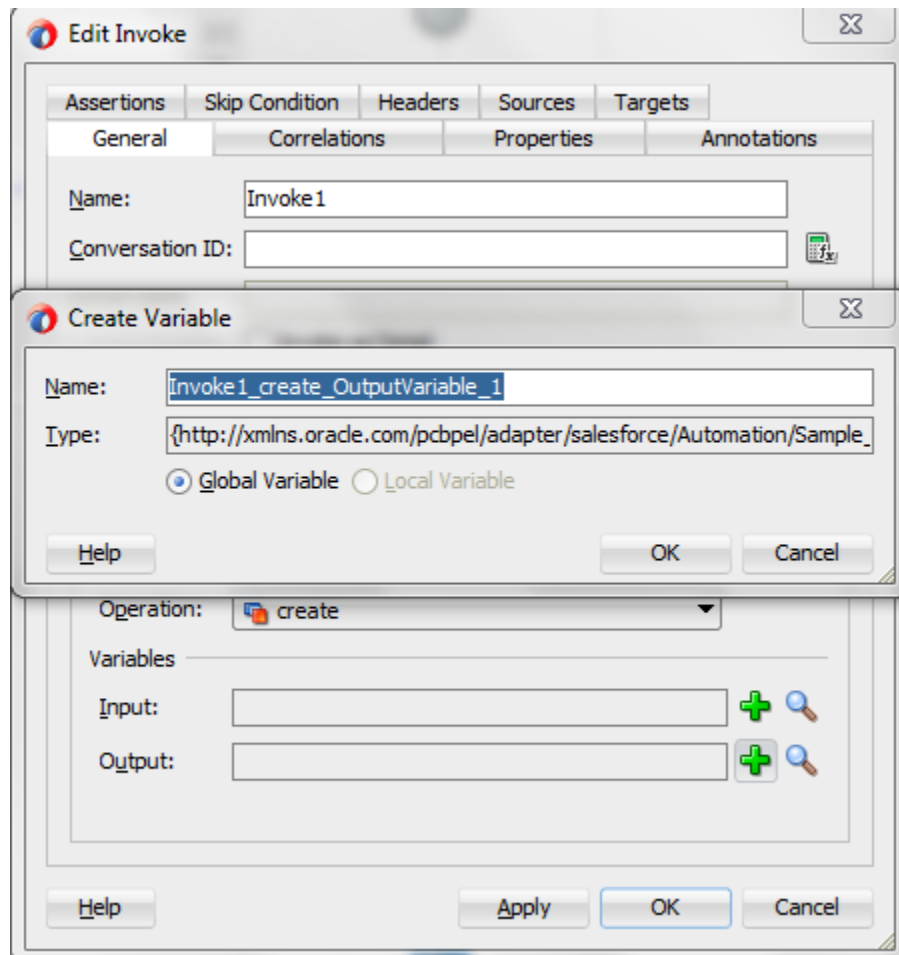 Edit Invoke
Assertions Skip Condition Headers Sources Targets
General Correlations Properties Annotations
Name: Invoke1
Conversation ID:
Create Variable
Name: Invoke1_create_OutputVariable_1
Type: {http://xmlns.oracle.com/pcbpel/adapter/salesforce/Automation/Sample_
Global Variable Local Variable
Help OK Cancel
Operation: create
Variables
Input:
Output:
Help Apply OK Cancel